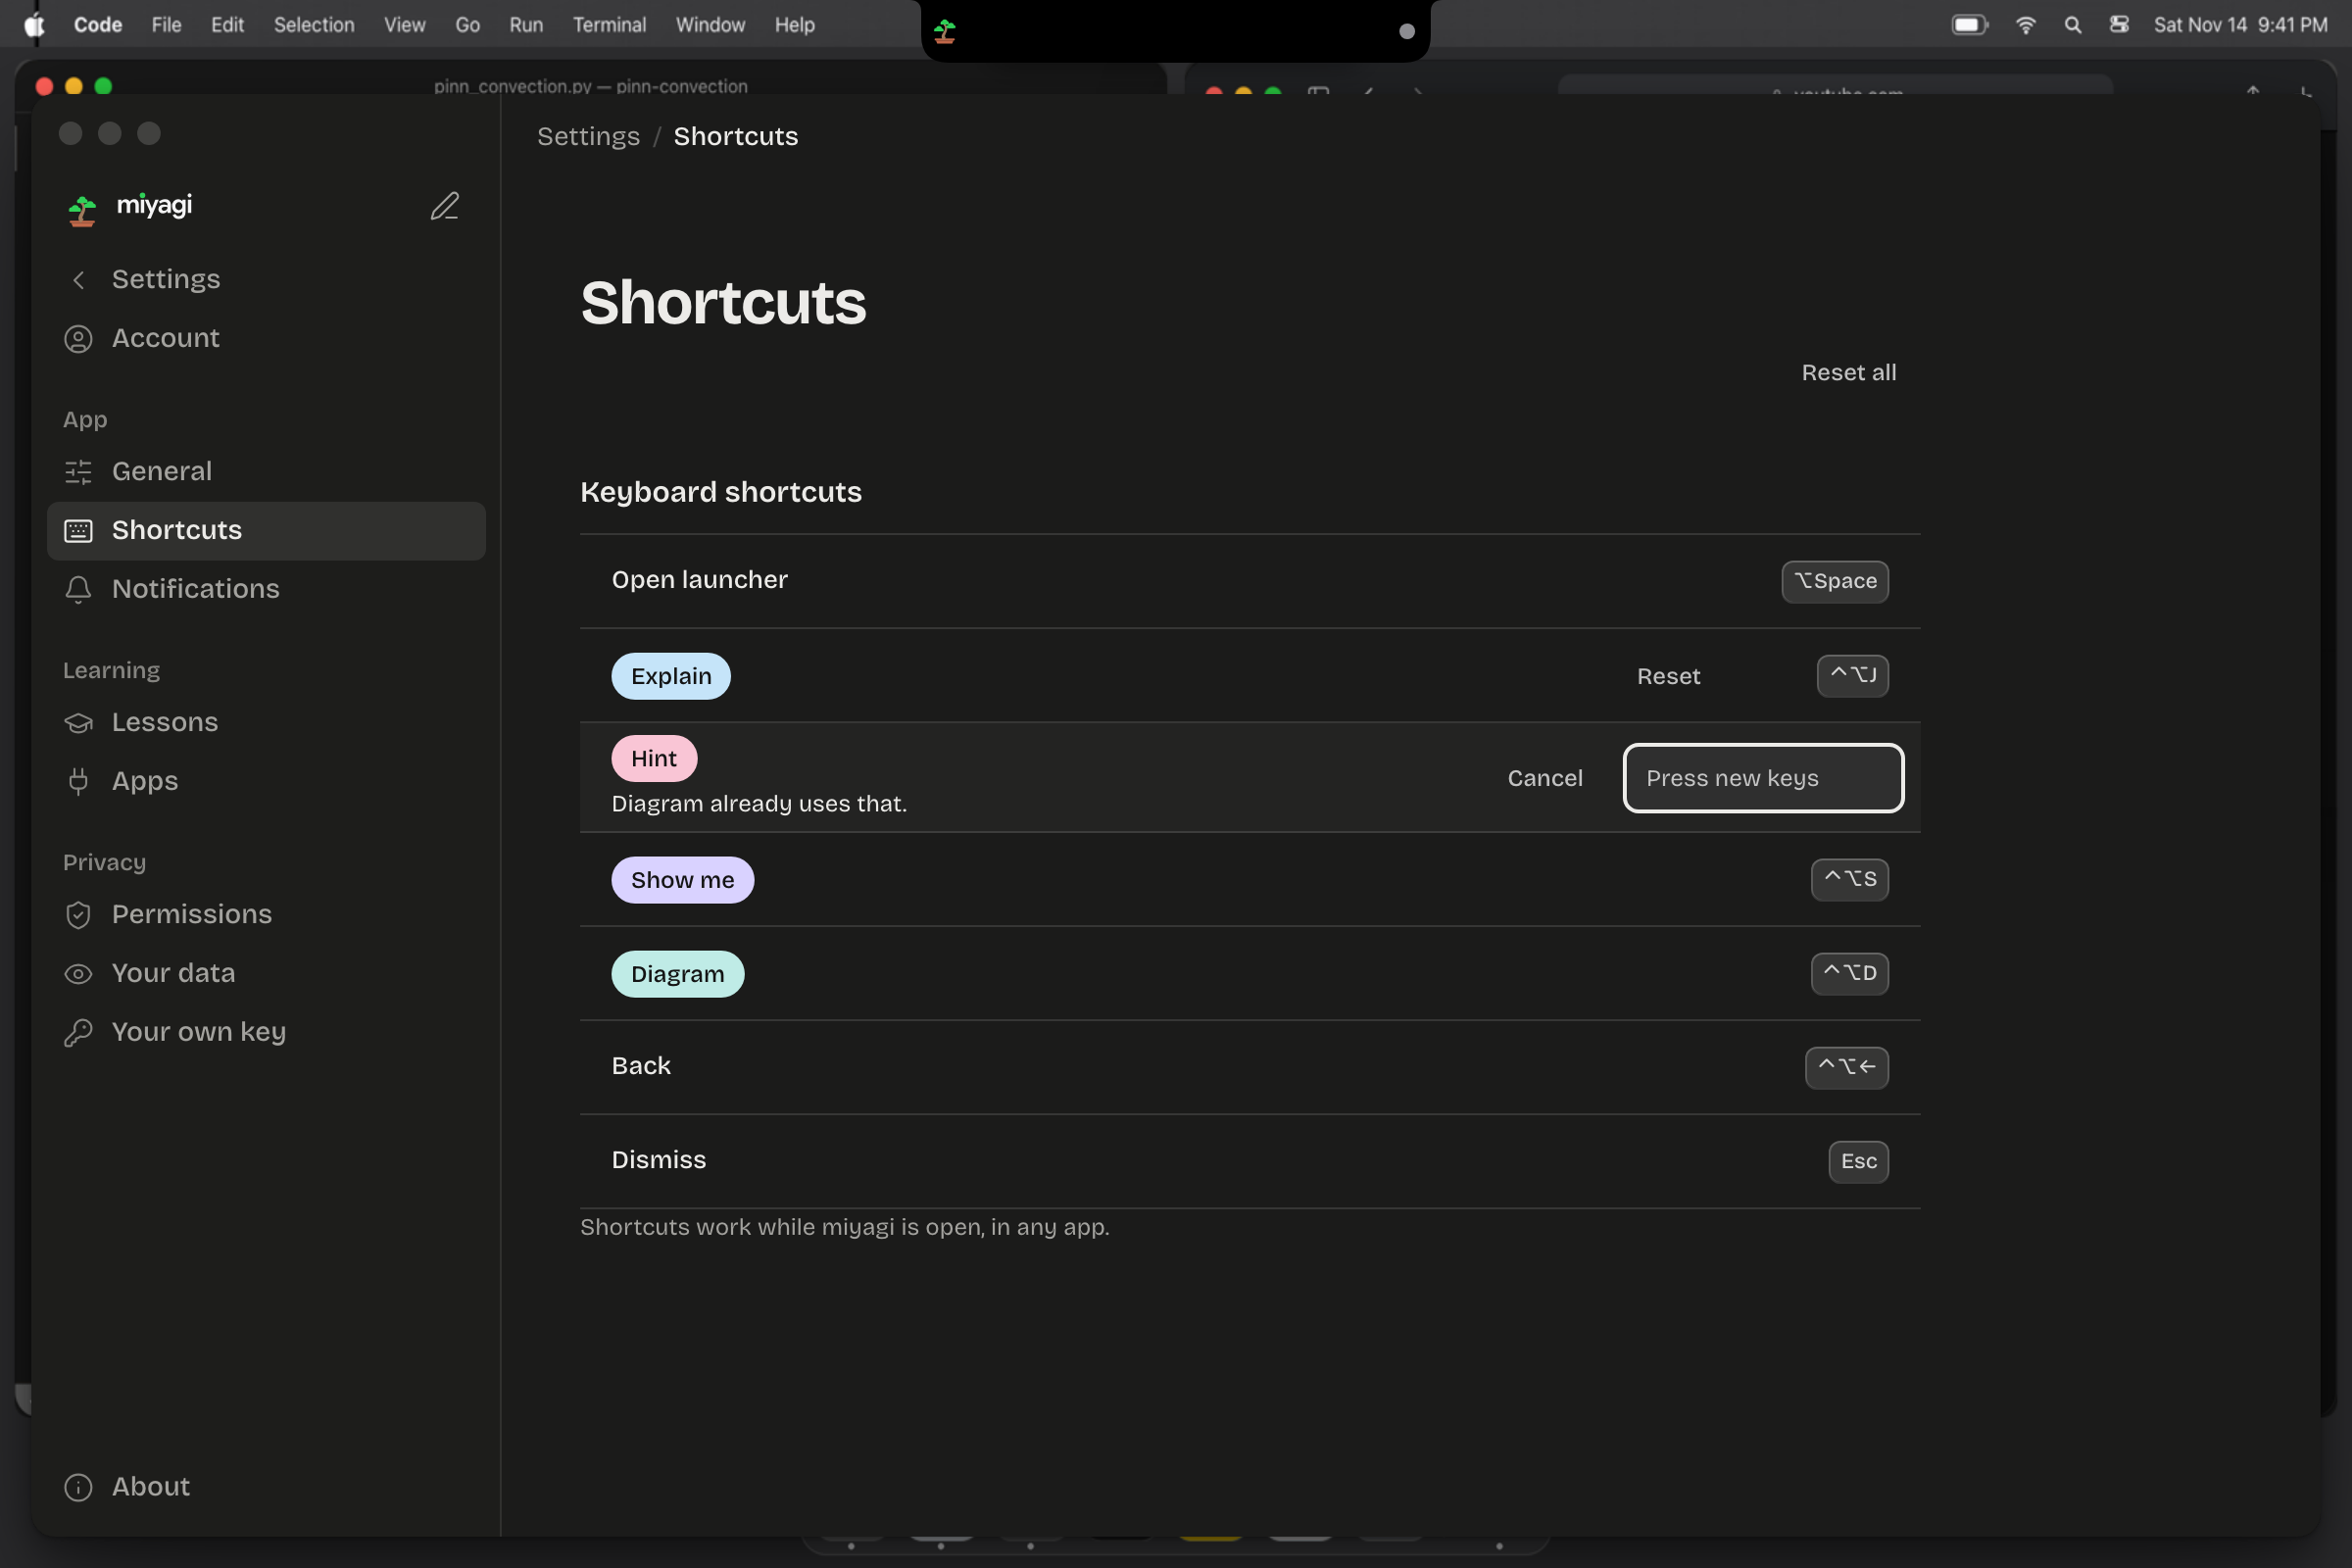 Code File Edit Selection View Go Run Terminal Window Help Sat Nov 14 9:41 PM
pinn_convection.py — pinn-convection
youtube.com
Settings / Shortcuts
miyagi
Settings
Account
App
General
Shortcuts
Notifications
Learning
Lessons
Apps
Privacy
Permissions
Your data
Your own key
About
Shortcuts
Reset all
Keyboard shortcuts
Open launcher ⌥Space
Explain Reset ^⌥J
Hint Cancel Press new keys
Diagram already uses that.
Show me ^⌥S
Diagram ^⌥D
Back ^⌥←
Dismiss Esc
Shortcuts work while miyagi is open, in any app.